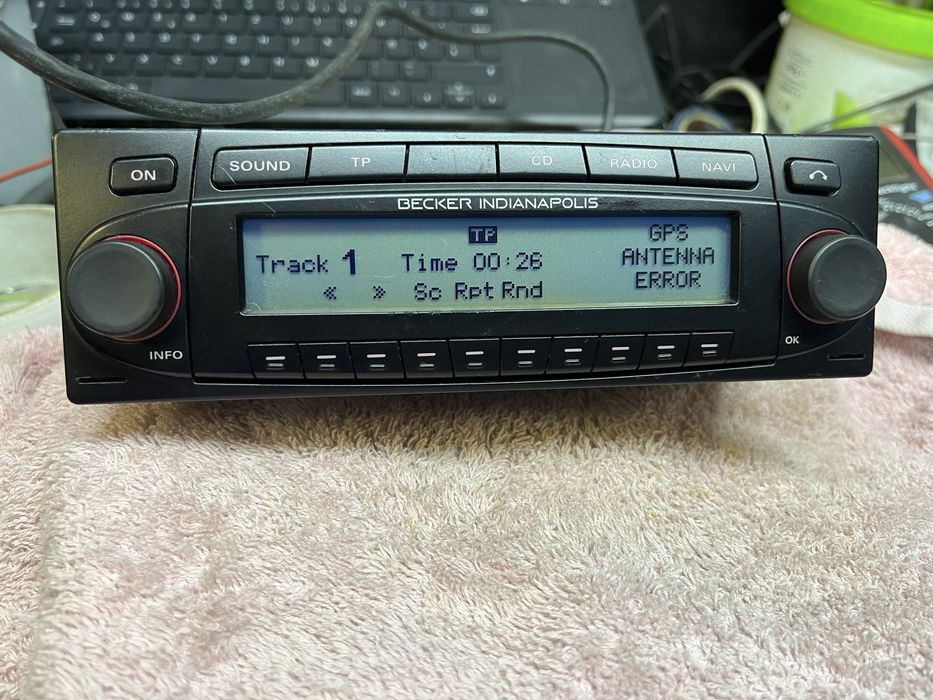 ON
SOUND TP CD RADIO NAVI
BECKER INDIANAPOLIS
TP
GPS
Track 1 Time 00:26 ANTENNA
« » Sc Rpt Rnd ERROR
INFO
OK